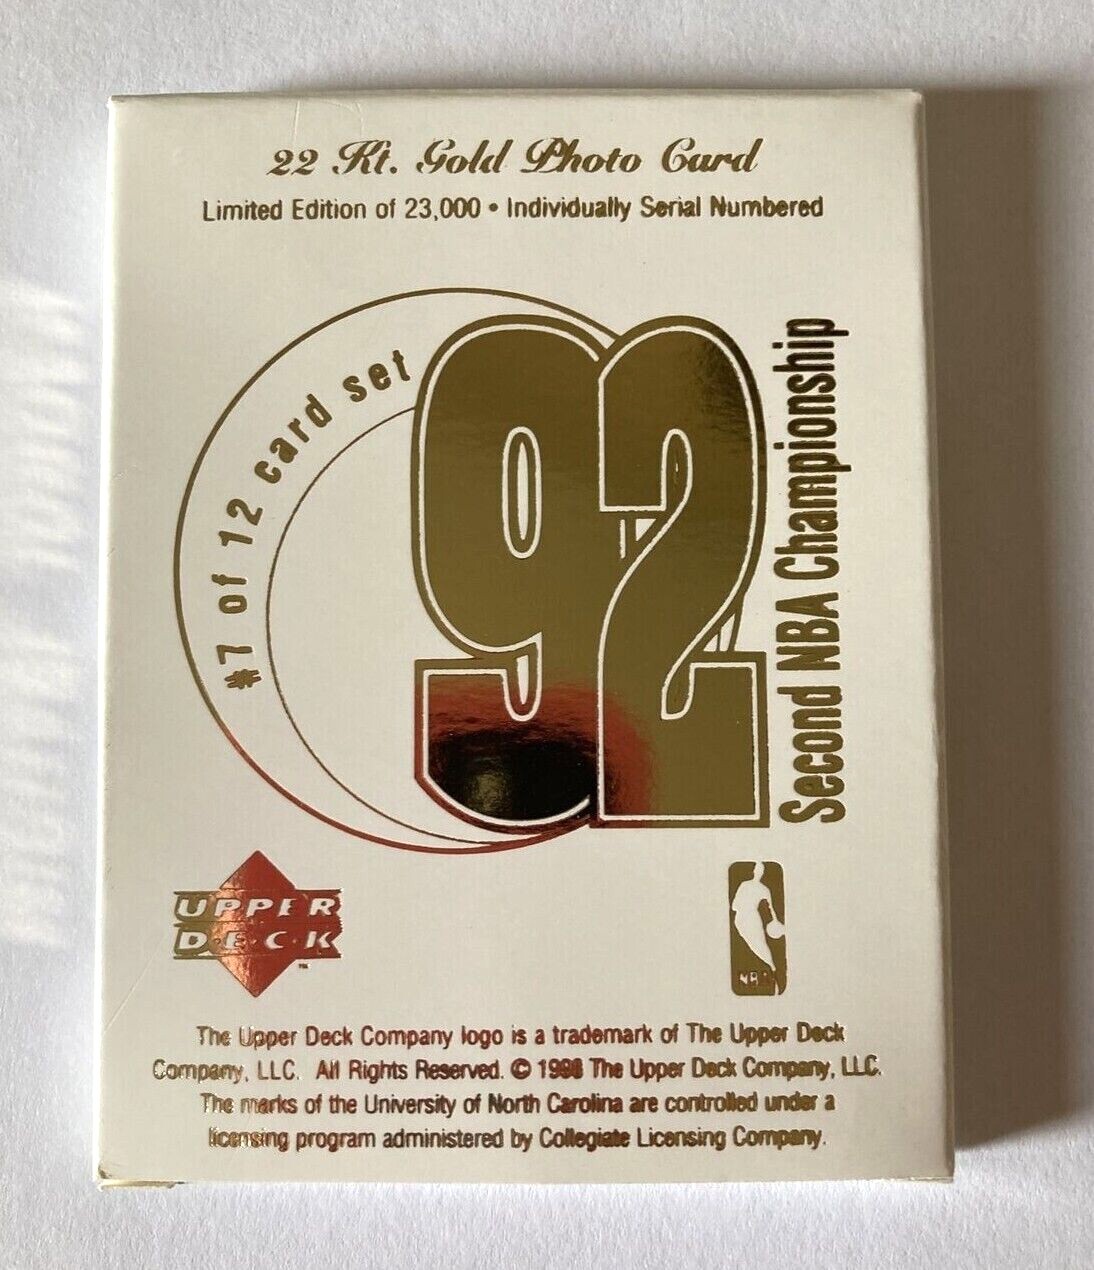 22 Kt. Gold Photo Card
Limited Edition of 23,000 • Individually Serial Numbered
#7 of 12 card set
92
Second NBA Championship
UPPER
D•E•C•K
™
NBA
The Upper Deck Company logo is a trademark of The Upper Deck
Company, LLC. All Rights Reserved. © The Upper Deck Company, LLC.
The marks of the University of North Carolina are controlled under a
licensing program administered by Collegiate Licensing Company.